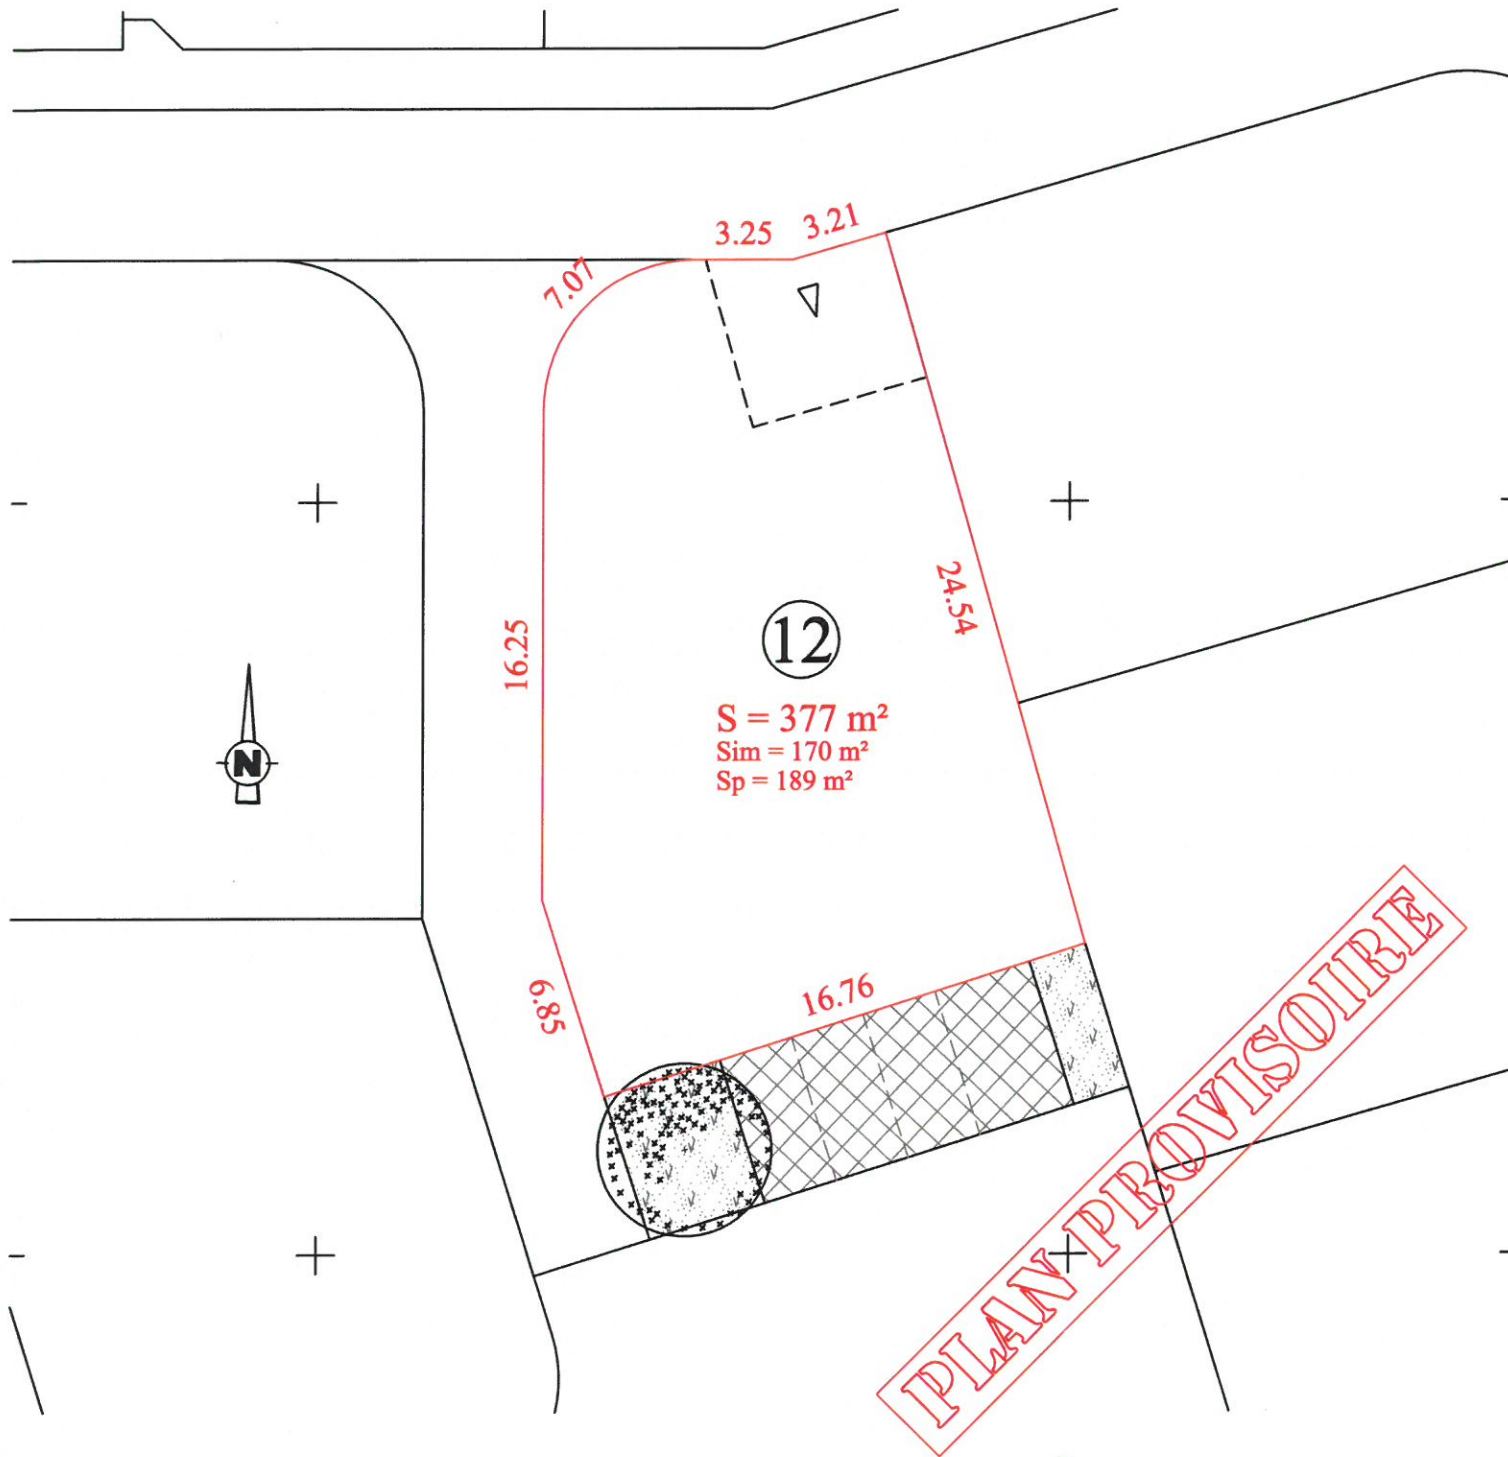 3.25
3.21
7.07
24.54
16.25
12
S = 377 m²
Sim = 170 m²
Sp = 189 m²
N
6.85
16.76
PLAN PROVISOIRE